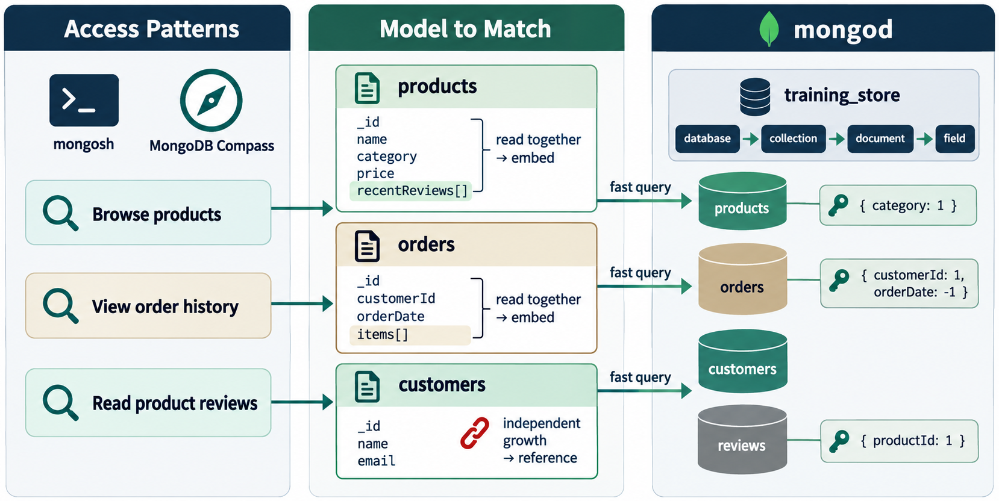 Access Patterns
mongosh
MongoDB Compass
Browse products
View order history
Read product reviews
Model to Match
products
_id
name
category
price
recentReviews[]
read together
→ embed
orders
_id
customerId
orderDate
items[]
read together
→ embed
customers
_id
name
email
independent
growth
→ reference
fast query
fast query
fast query
mongod
training_store
database
collection
document
field
products
{ category: 1 }
orders
{ customerId: 1,
orderDate: -1 }
customers
reviews
{ productId: 1 }